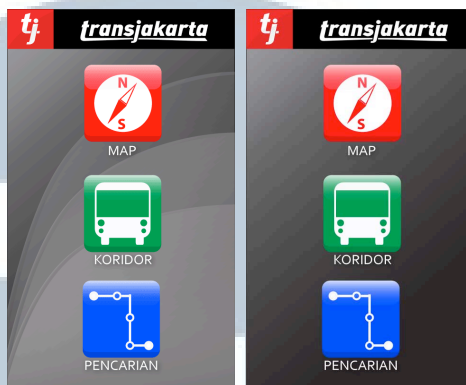 tj. transjakarta
N
S
MAP
KORIDOR
PENCARIAN
tj. transjakarta
N
S
MAP
KORIDOR
PENCARIAN